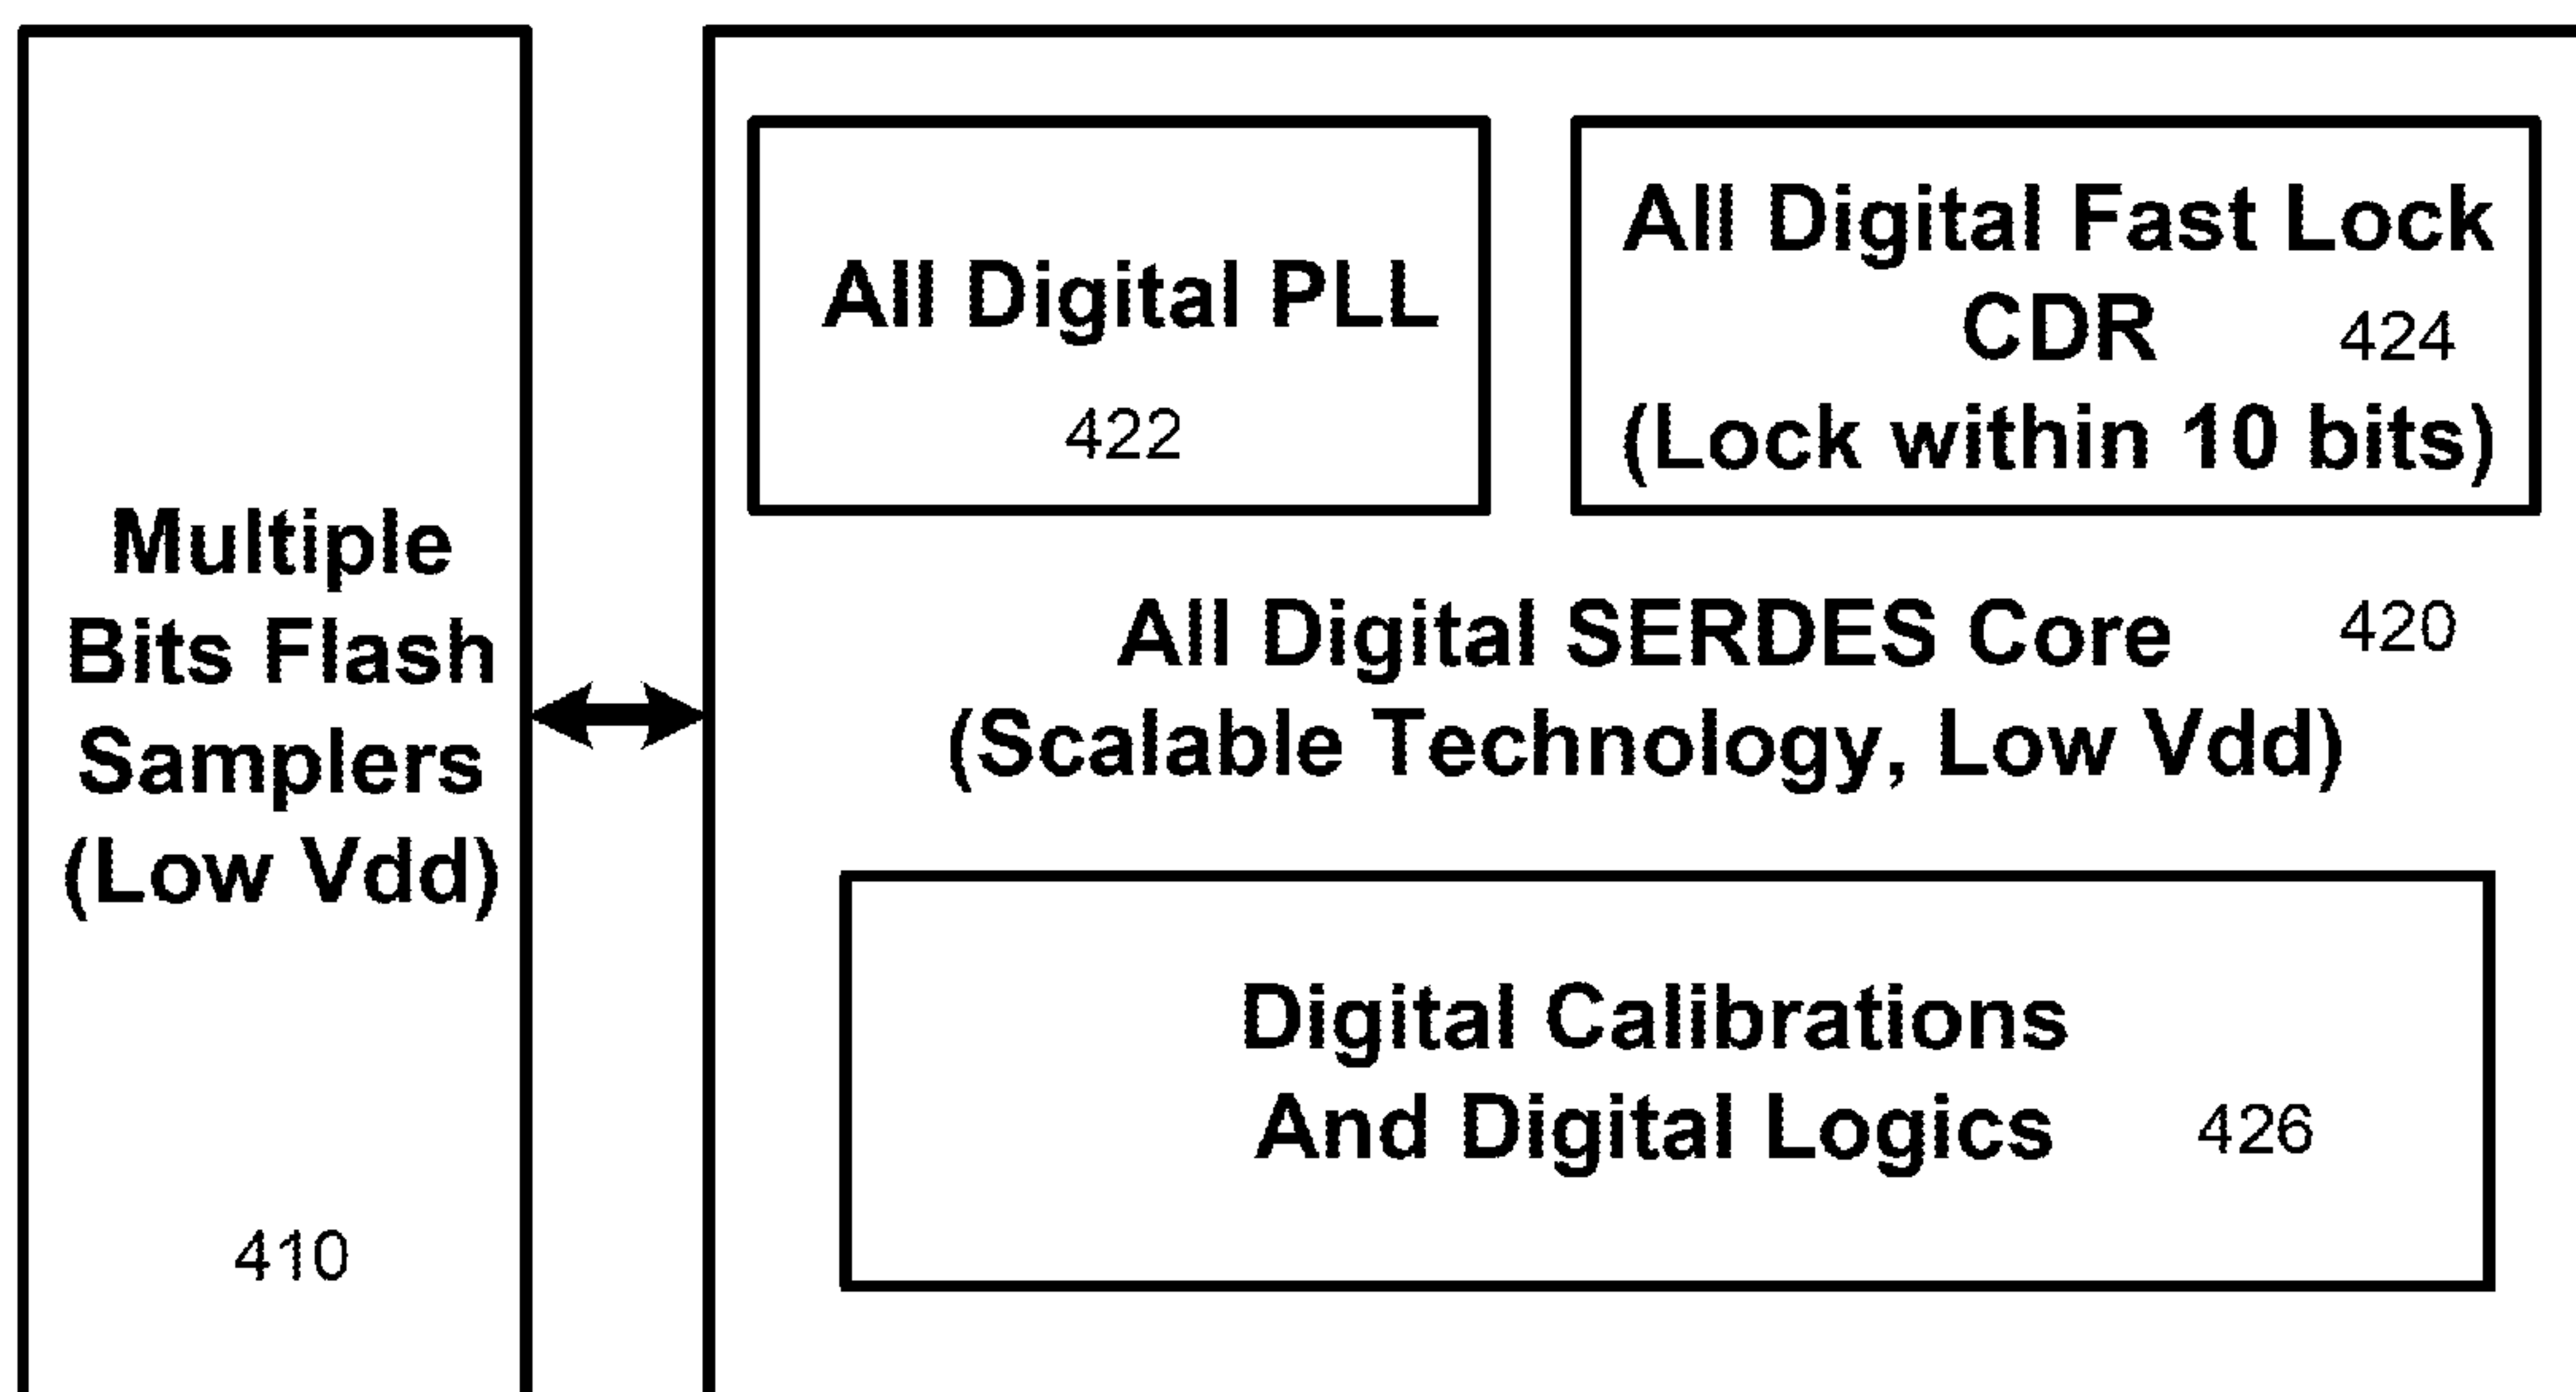 Multiple
Bits Flash
Samplers
(Low Vdd)
410
All Digital PLL
422
All Digital Fast Lock
CDR 424
(Lock within 10 bits)
All Digital SERDES Core 420
(Scalable Technology, Low Vdd)
Digital Calibrations
And Digital Logics 426